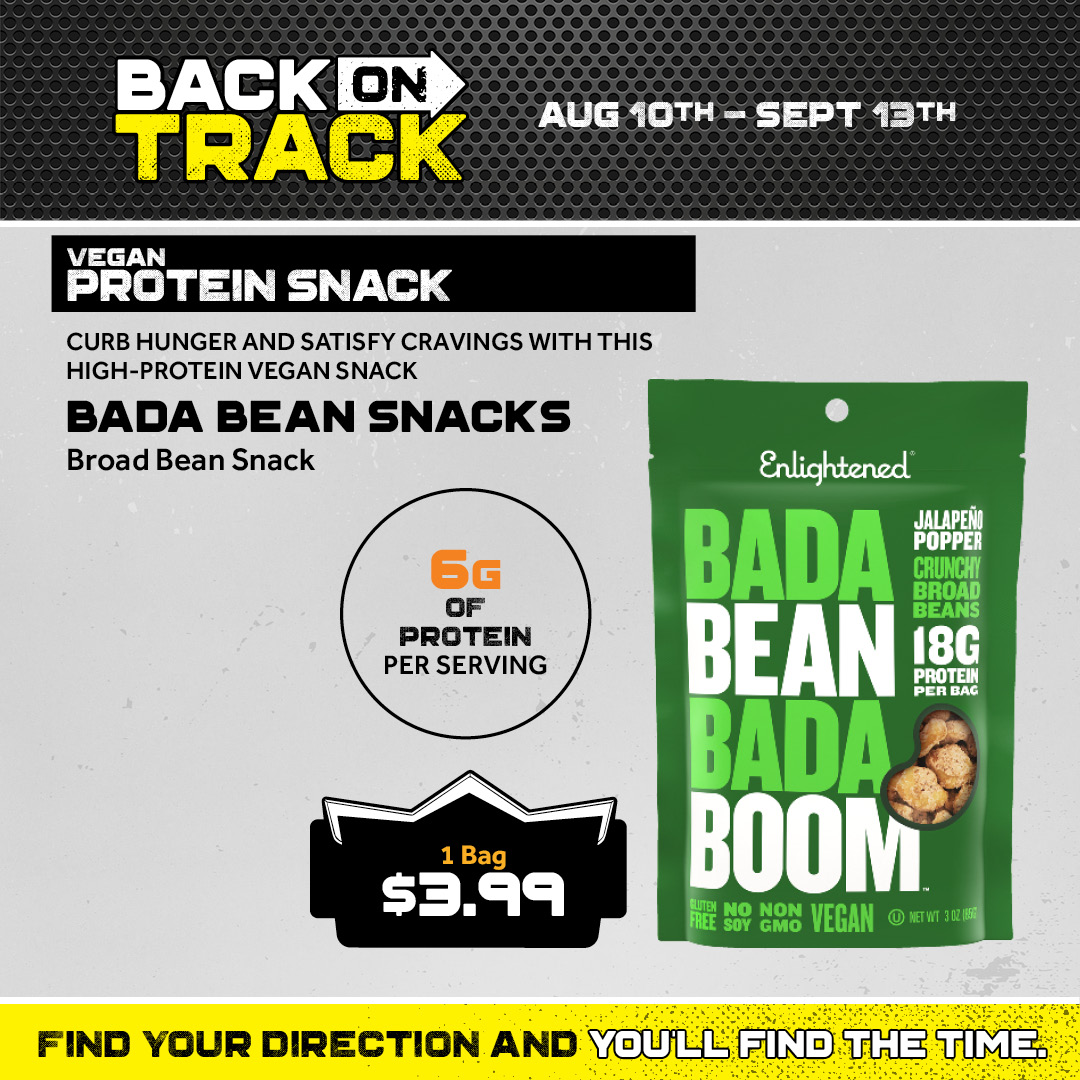 BACK ON
TRACK
AUG 10TH – SEPT 13TH
VEGAN
PROTEIN SNACK
CURB HUNGER AND SATISFY CRAVINGS WITH THIS
HIGH-PROTEIN VEGAN SNACK
BADA BEAN SNACKS
Broad Bean Snack
6G
OF
PROTEIN
PER SERVING
1 Bag
$3.99
Enlightened®
BADA
BEAN
BADA
BOOM™
JALAPEÑO
POPPER
CRUNCHY
BROAD
BEANS
18G
PROTEIN
PER BAG
GLUTEN
FREE
NO
SOY
NON
GMO
VEGAN
U
NET WT 3 OZ (85G)
FIND YOUR DIRECTION AND YOU'LL FIND THE TIME.